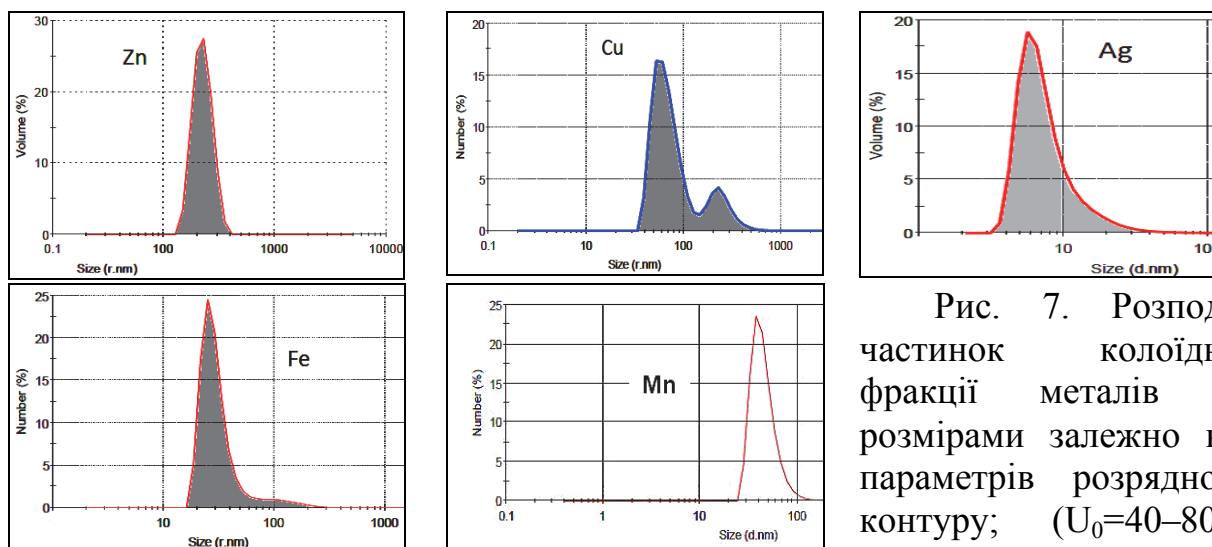 Zn
Volume (%)
30
20
10
0
0.1
100
1000
10000
Size (r.nm)
Cu
Number (%)
20
15
10
5
0
0.1
10
100
1000
Size (r.nm)
Ag
Volume (%)
20
15
10
5
0
10
Size (d.nm)
Fe
Number (%)
25
20
15
10
5
0
10
100
1000
Size (r.nm)
Mn
Number (%)
25
20
15
10
5
0
0.1
1
10
100
Size (d.nm)
Рис. 7. Розпод
частинок колоїдн
фракції металів
розмірами залежно в
параметрів розрядно
контуру; (U₀=40–80